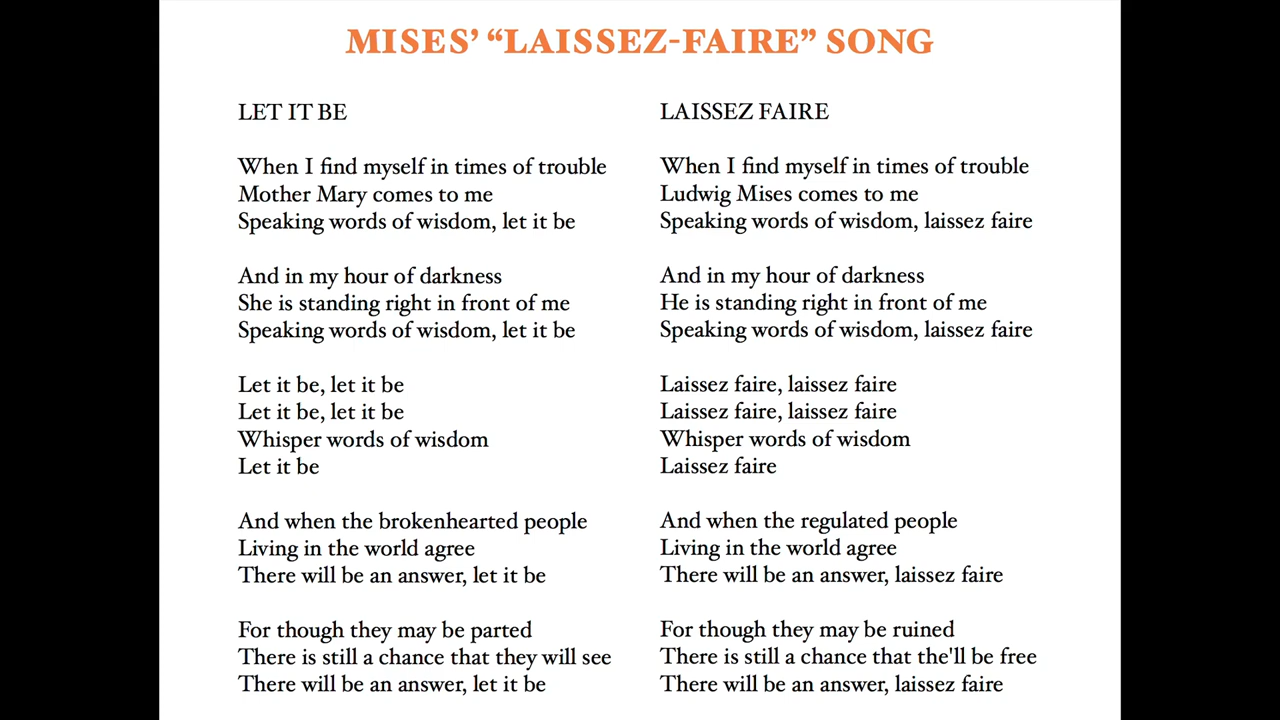 MISES' “LAISSEZ-FAIRE” SONG
LET IT BE
When I find myself in times of trouble
Mother Mary comes to me
Speaking words of wisdom, let it be
And in my hour of darkness
She is standing right in front of me
Speaking words of wisdom, let it be
Let it be, let it be
Let it be, let it be
Whisper words of wisdom
Let it be
And when the brokenhearted people
Living in the world agree
There will be an answer, let it be
For though they may be parted
There is still a chance that they will see
There will be an answer, let it be
LAISSEZ FAIRE
When I find myself in times of trouble
Ludwig Mises comes to me
Speaking words of wisdom, laissez faire
And in my hour of darkness
He is standing right in front of me
Speaking words of wisdom, laissez faire
Laissez faire, laissez faire
Laissez faire, laissez faire
Whisper words of wisdom
Laissez faire
And when the regulated people
Living in the world agree
There will be an answer, laissez faire
For though they may be ruined
There is still a chance that the'll be free
There will be an answer, laissez faire